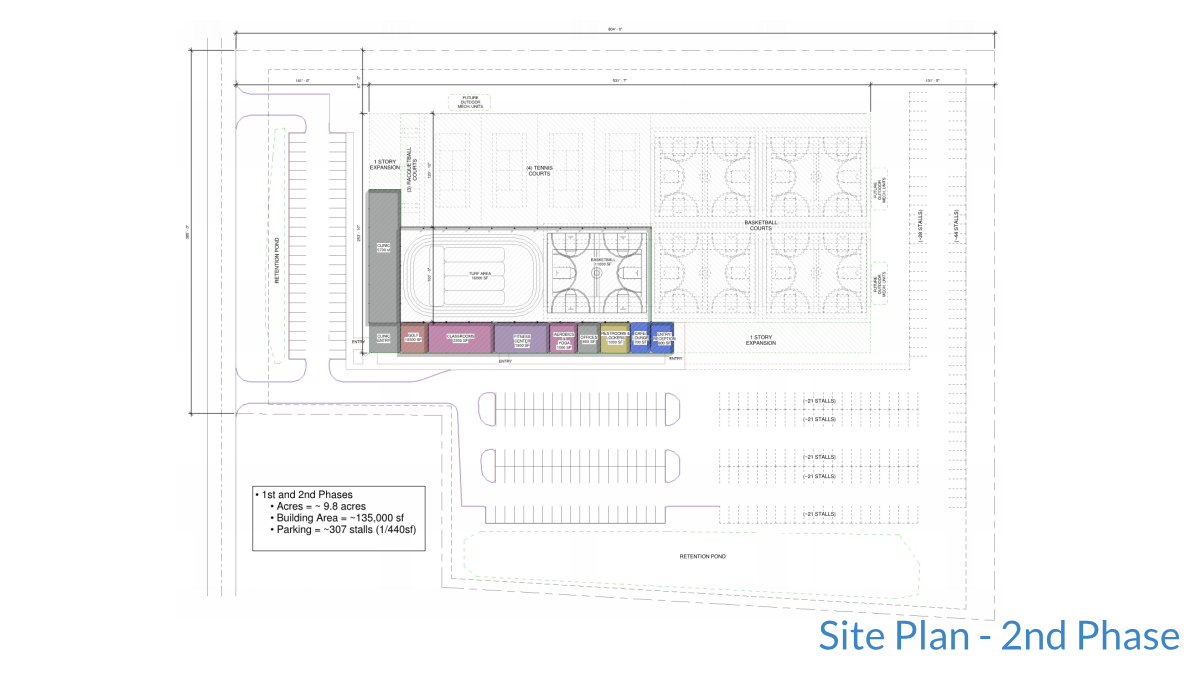 FUTURE
OUTDOOR
MECH. UNITS
1 STORY
EXPANSION
(3) RACQUETBALL
COURTS
(4) TENNIS
COURTS
BASKETBALL
COURTS
FUTURE
OUTDOOR
MECH. UNITS
FUTURE
OUTDOOR
MECH. UNITS
(~28 STALLS)
(~44 STALLS)
RETENTION POND
CLINIC
TURF AREA
BASKETBALL
CLINIC
ENTRY
GOLF
CLASSROOMS
FITNESS
CENTER
AEROBICS
YOGA
OFFICES
RESTROOMS &
LOCKERS
ENTRY/
RECEPTION
1 STORY
EXPANSION
ENTRY
ENTRY
ENTRY
(~21 STALLS)
(~21 STALLS)
(~21 STALLS)
(~21 STALLS)
(~21 STALLS)
RETENTION POND
• 1st and 2nd Phases
• Acres = ~ 9.8 acres
• Building Area = ~135,000 sf
• Parking = ~307 stalls (1/440sf)
Site Plan - 2nd Phase